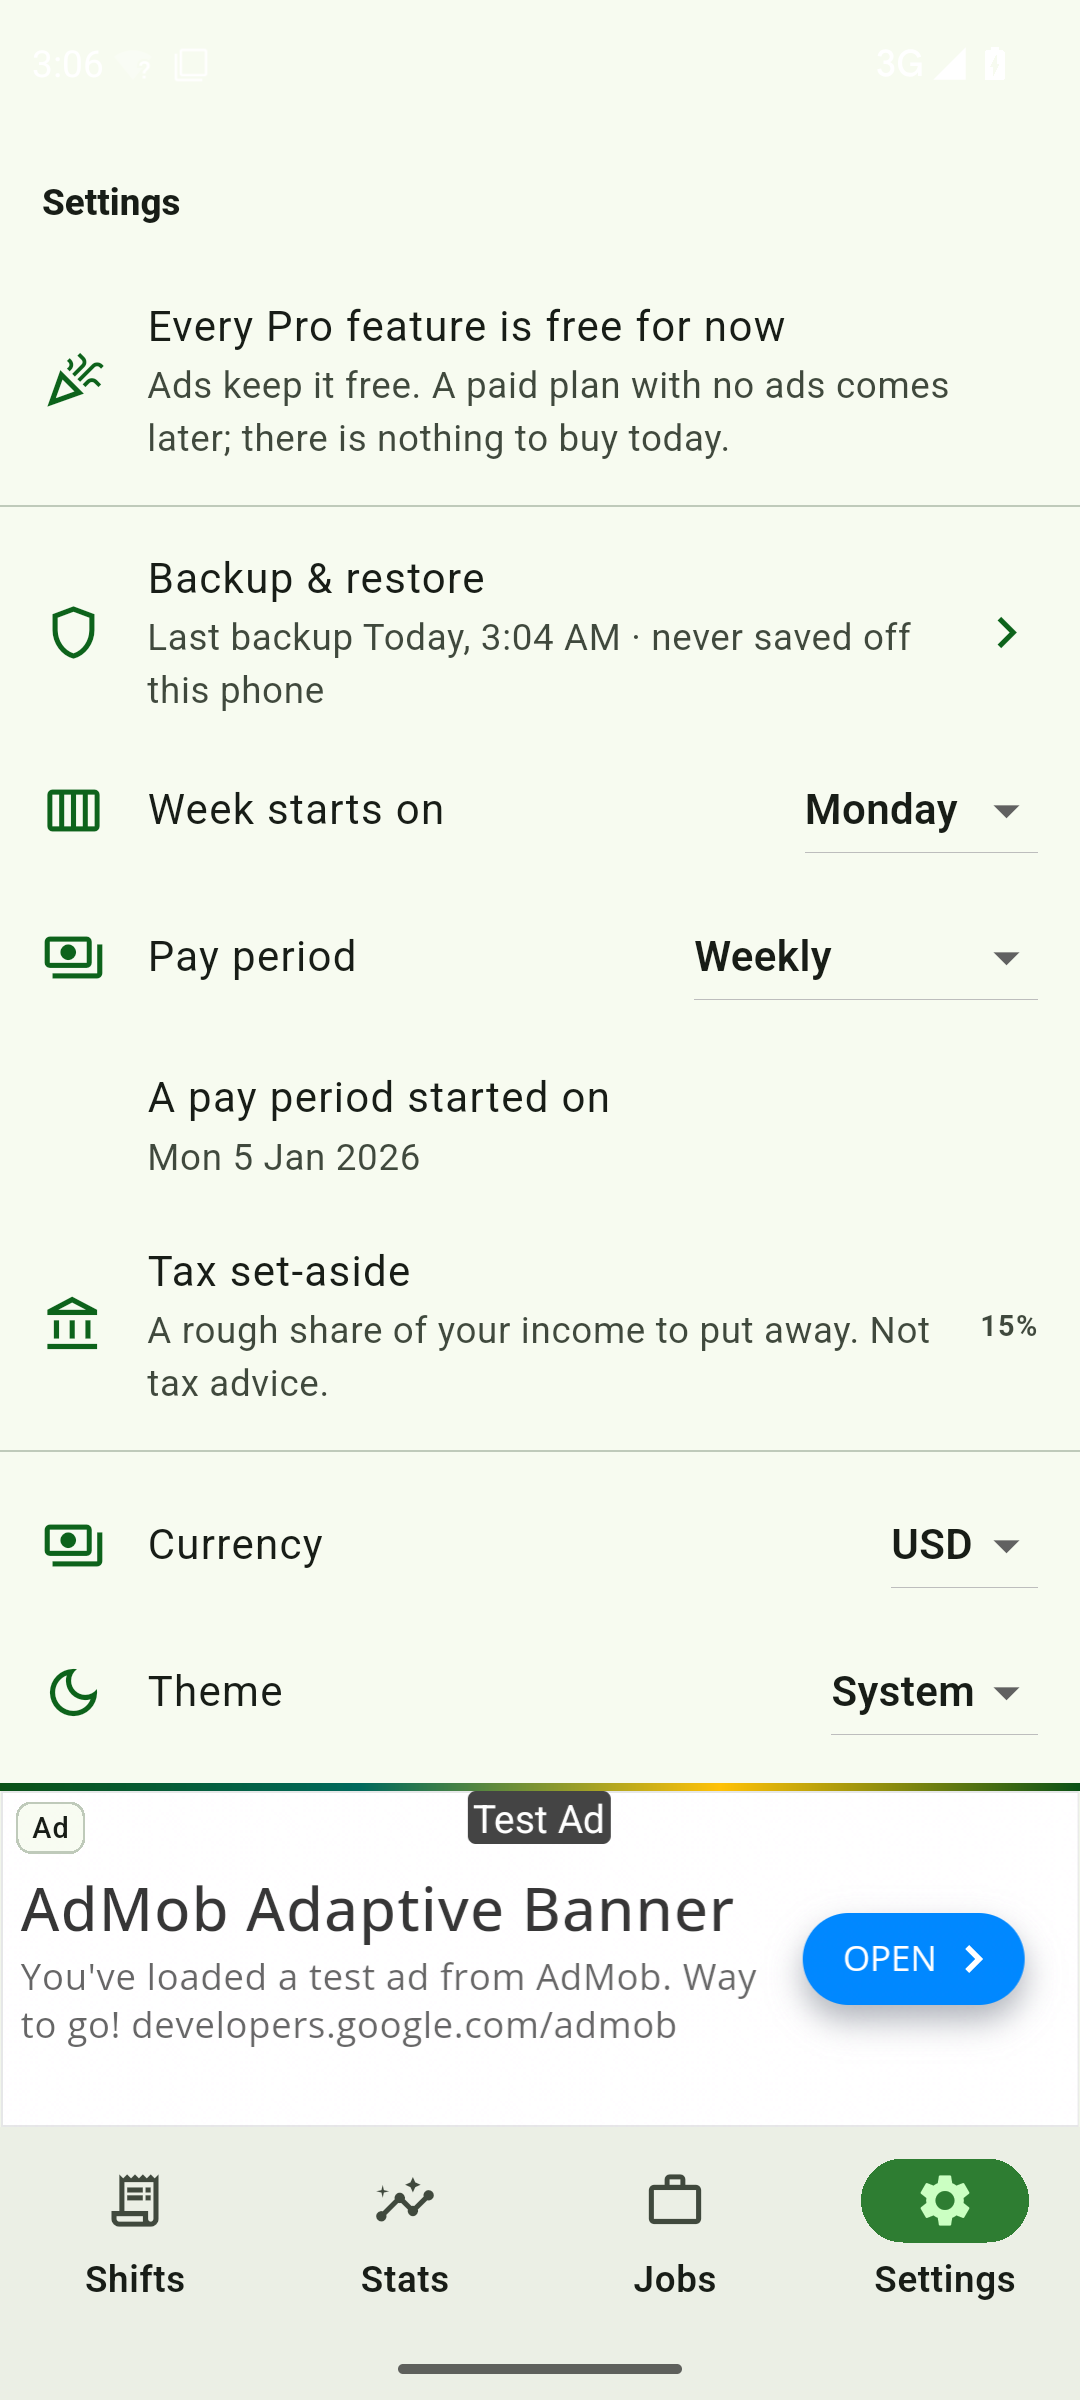 3:06
3G
Settings
Every Pro feature is free for now
Ads keep it free. A paid plan with no ads comes
later; there is nothing to buy today.
Backup & restore
Last backup Today, 3:04 AM · never saved off
this phone
Week starts on
Monday
Pay period
Weekly
A pay period started on
Mon 5 Jan 2026
Tax set-aside
A rough share of your income to put away. Not
tax advice.
15%
Currency
USD
Theme
System
Ad
Test Ad
AdMob Adaptive Banner
You've loaded a test ad from AdMob. Way
to go! developers.google.com/admob
OPEN
Shifts
Stats
Jobs
Settings